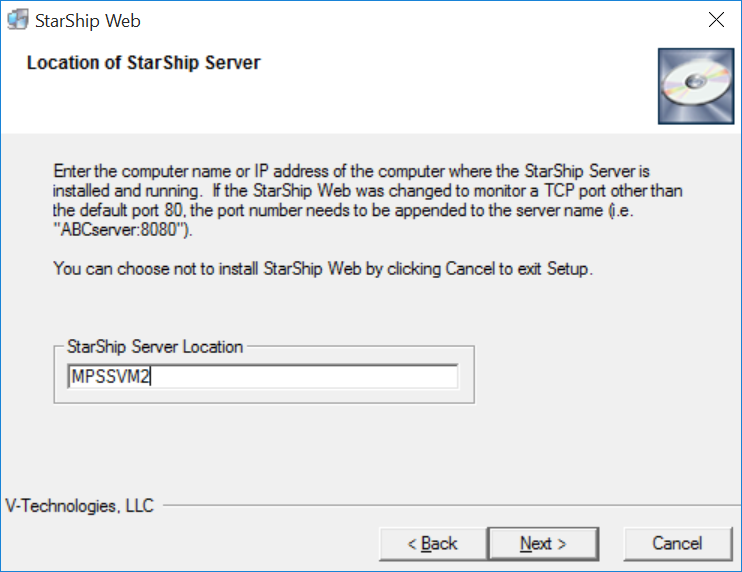 StarShip Web
Location of StarShip Server
Enter the computer name or IP address of the computer where the StarShip Server is
installed and running.  If the StarShip Web was changed to monitor a TCP port other than
the default port 80, the port number needs to be appended to the server name (i.e.
"ABCserver:8080").
You can choose not to install StarShip Web by clicking Cancel to exit Setup.
StarShip Server Location
MPSSVM2
V-Technologies, LLC
< Back
Next >
Cancel